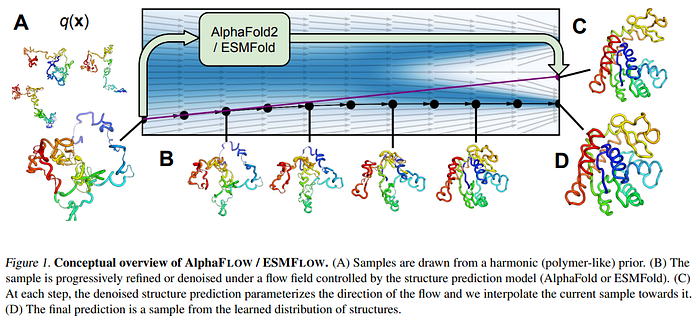 A
q(x)
AlphaFold2
/ ESMFold
C
B
D
Figure 1. Conceptual overview of AlphaFLOW / ESMFLOW. (A) Samples are drawn from a harmonic (polymer-like) prior. (B) The
sample is progressively refined or denoised under a flow field controlled by the structure prediction model (AlphaFold or ESMFold). (C)
At each step, the denoised structure prediction parameterizes the direction of the flow and we interpolate the current sample towards it.
(D) The final prediction is a sample from the learned distribution of structures.